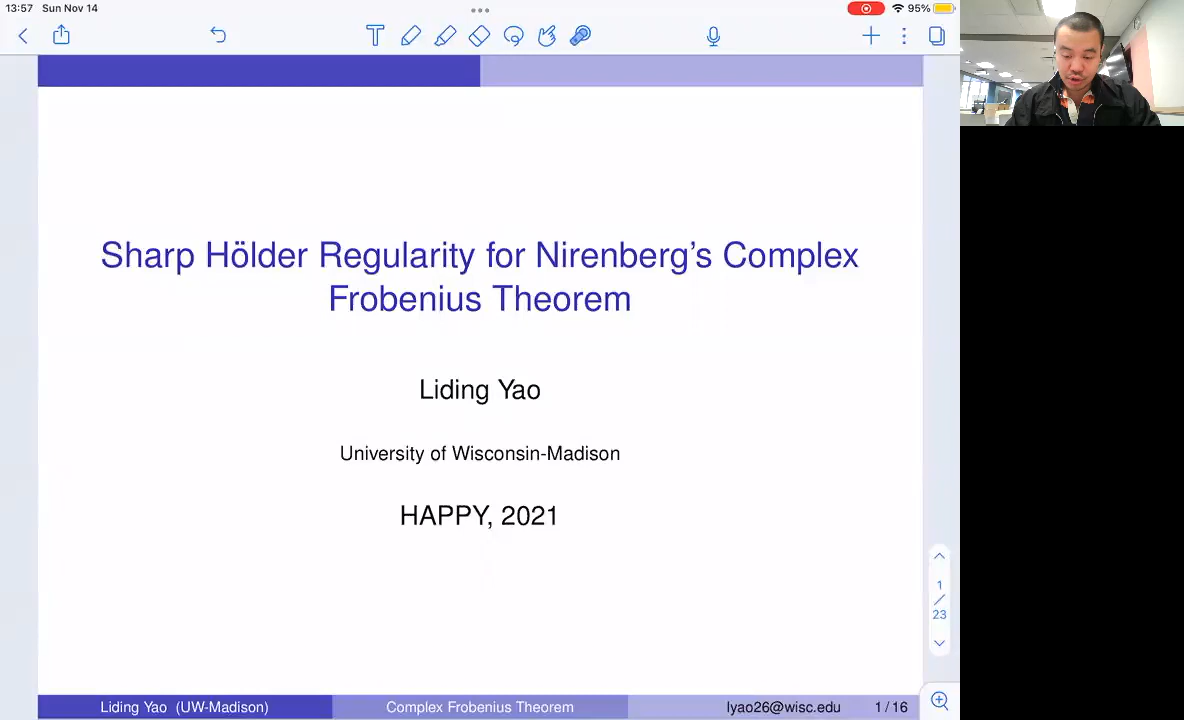 13:57 Sun Nov 14
95%
Sharp Hölder Regularity for Nirenberg's Complex
Frobenius Theorem
Liding Yao
University of Wisconsin-Madison
HAPPY, 2021
1
/
23
Liding Yao (UW-Madison) Complex Frobenius Theorem lyao26@wisc.edu 1 / 16